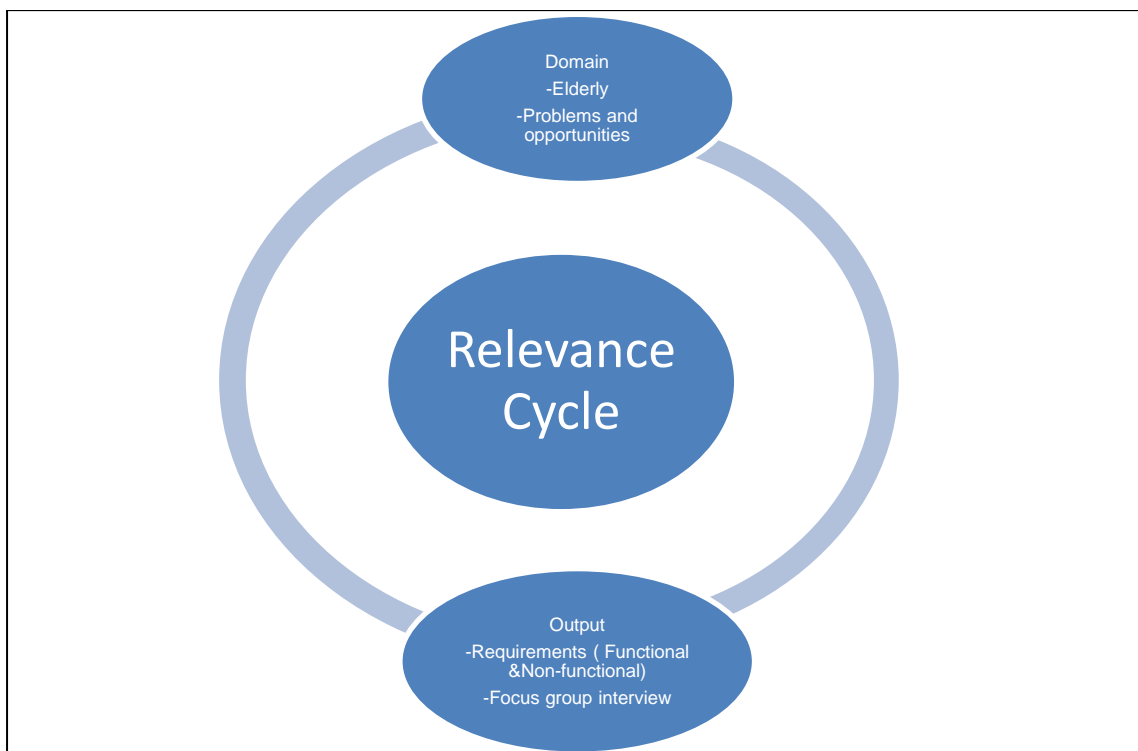 Domain
-Elderly
-Problems and
opportunities
Relevance
Cycle
Output
-Requirements ( Functional
&Non-functional)
-Focus group interview